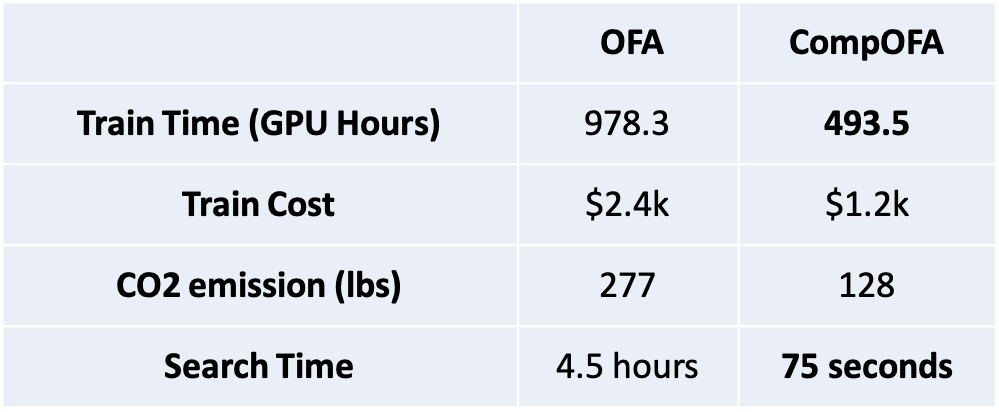 OFA CompOFA
Train Time (GPU Hours) 978.3 493.5
Train Cost $2.4k $1.2k
CO2 emission (lbs) 277 128
Search Time 4.5 hours 75 seconds